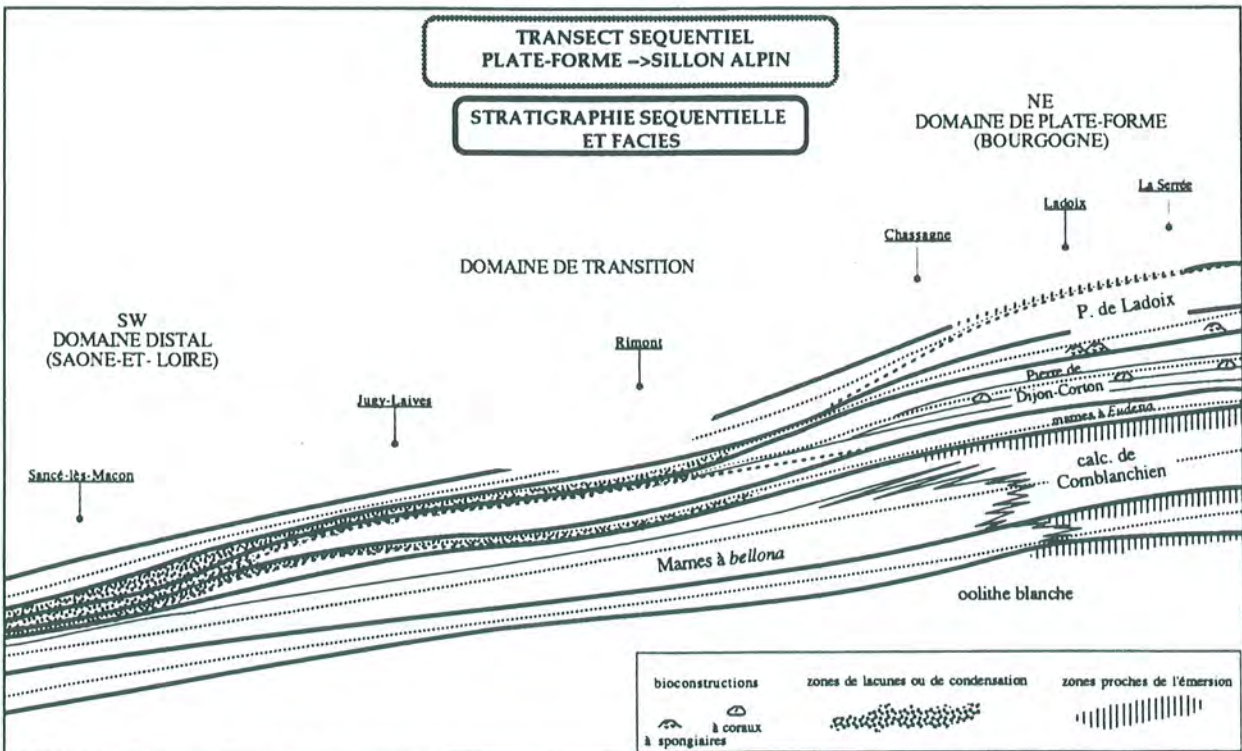 TRANSECT SEQUENTIEL
PLATE-FORME -->SILLON ALPIN
STRATIGRAPHIE SEQUENTIELLE
ET FACIES
NE
DOMAINE DE PLATE-FORME
(BOURGOGNE)
La Serrée
Ladoix
Chassagne
DOMAINE DE TRANSITION
SW
DOMAINE DISTAL
(SAONE-ET- LOIRE)
Rimont
Jugy-Laives
Sancé-lès-Macon
P. de Ladoix
Pierre de
Dijon-Corton
marnes à Eudena
calc. de
Comblanchien
Marnes à bellona
oolithe blanche
bioconstructions
zones de lacunes ou de condensation
zones proches de l'émersion
à coraux
à spongiaires